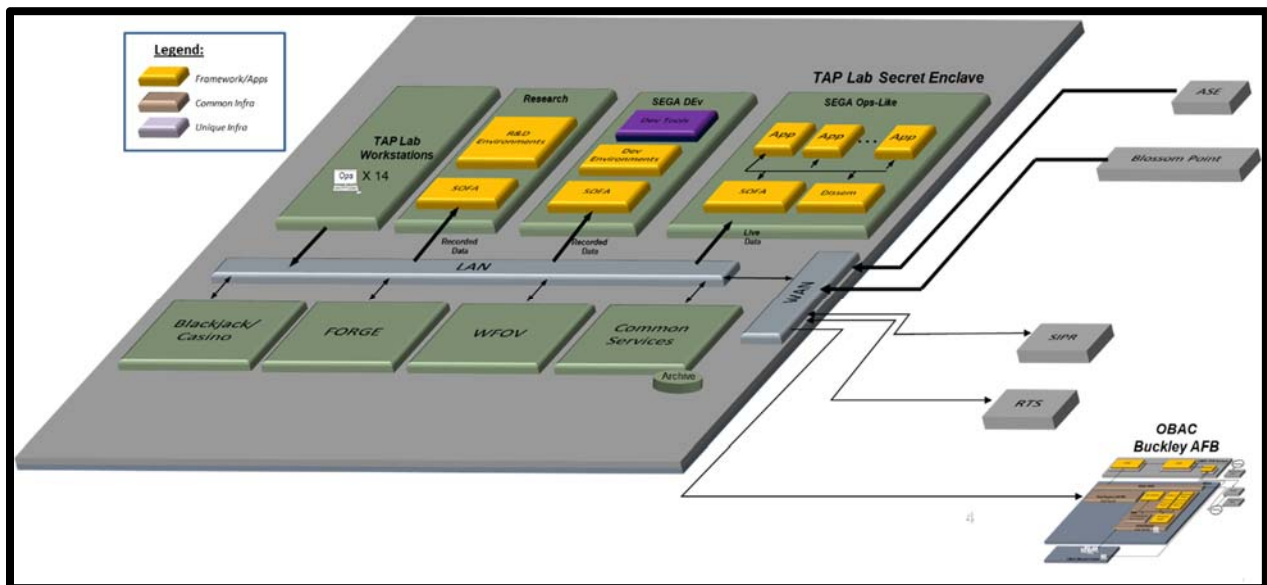 Legend:
Framework/Apps
Common Infra
Unique Infra
TAP Lab Secret Enclave
Research
SEGA DEv
SEGA Ops-Like
TAP Lab
Workstations
Ops
X 14
R&D
Environments
SOFA
Dev Tools
Dev
Environments
SOFA
App
App
...
App
SOFA
Dissem
Recorded
Data
Recorded
Data
Live
Data
LAN
WAN
Blackjack/
Casino
FORGE
WFOV
Common
Services
Archive
ASE
Blossom Point
SIPR
RTS
OBAC
Buckley AFB
4